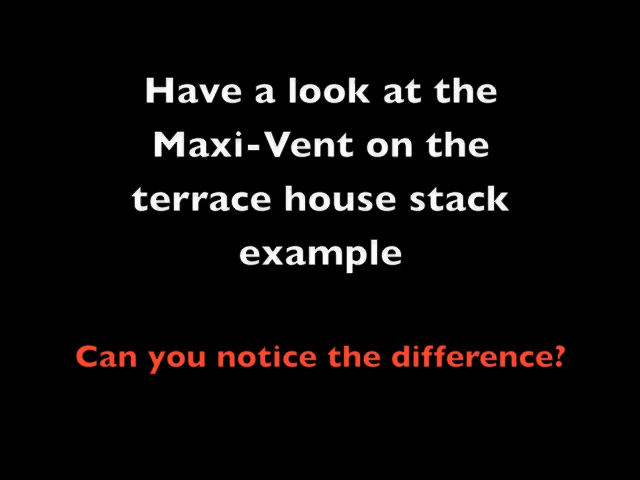 Have a look at the
Maxi-Vent on the
terrace house stack
example
Can you notice the difference?